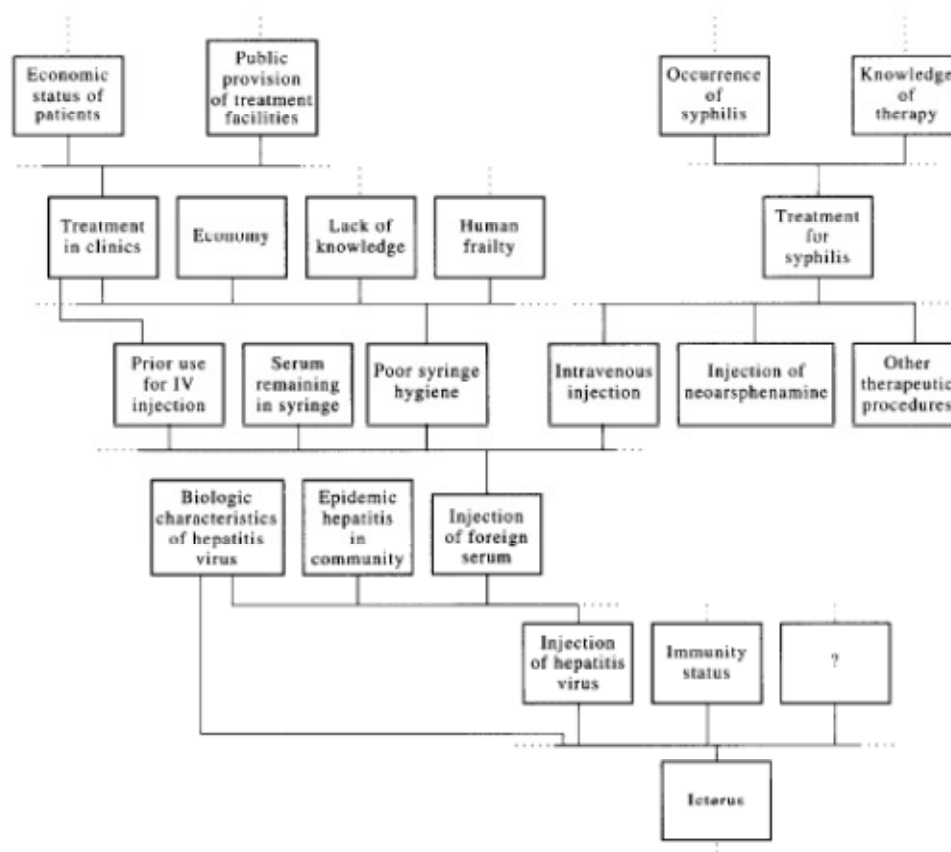 Economic
status of
patients
Public
provision
of treatment
facilities
Occurrence
of
syphilis
Knowledge
of
therapy
Treatment
in clinics
Economy
Lack of
knowledge
Human
frailty
Treatment
for
syphilis
Prior use
for IV
injection
Serum
remaining
in syringe
Poor syringe
hygiene
Intravenous
injection
Injection of
neoarsphenamine
Other
therapeutic
procedures
Biologic
characteristics
of hepatitis
virus
Epidemic
hepatitis
in
community
Injection
of foreign
serum
Injection
of hepatitis
virus
Immunity
status
?
Icterus